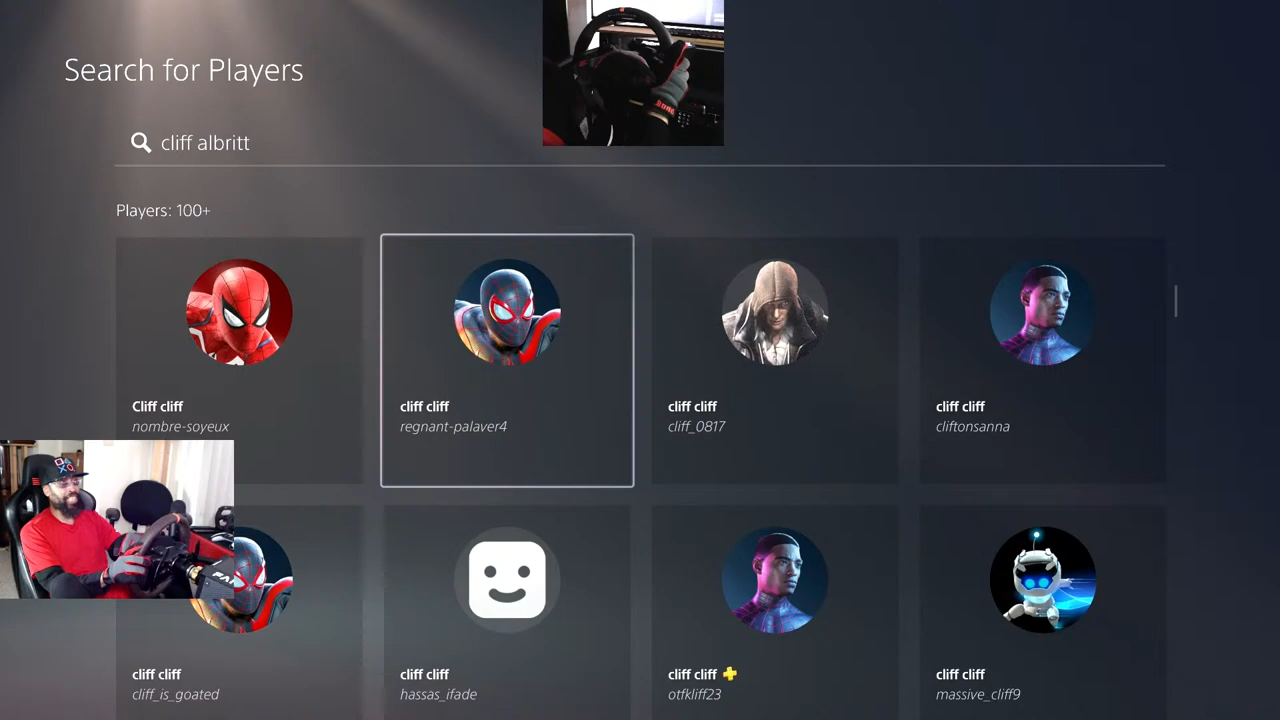 Search for Players
cliff albritt
Players: 100+
Cliff cliff
nombre-soyeux
cliff cliff
regnant-palaver4
cliff cliff
cliff_0817
cliff cliff
cliftonsanna
cliff cliff
cliff_is_goated
cliff cliff
hassas_ifade
cliff cliff
otfkliff23
cliff cliff
massive_cliff9